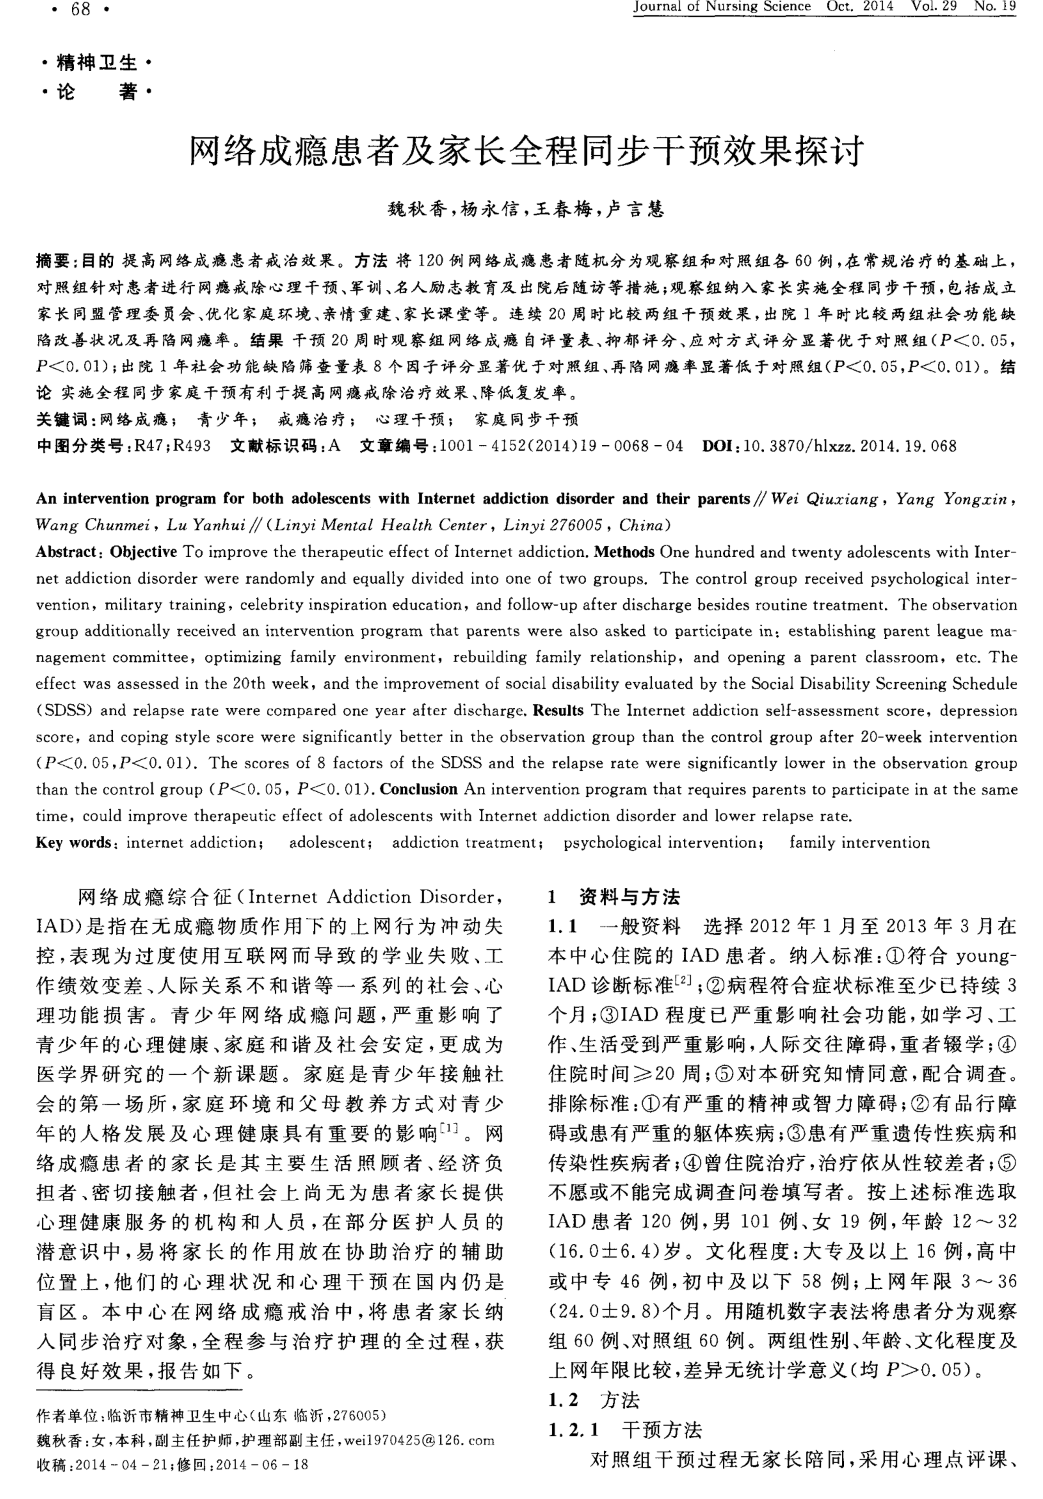 • 68 •
Journal of Nursing Science Oct. 2014 Vol. 29 No. 19
•精神卫生•
•论 著•
网络成瘾患者及家长全程同步干预效果探讨
魏秋香,杨永信,王春梅,卢言慧
摘要:目的 提高网络成瘾患者戒治效果。方法 将 120 例网络成瘾患者随机分为观察组和对照组各 60 例,在常规治疗的基础上,
对照组针对患者进行网瘾戒除心理干预、军训、名人励志教育及出院后随访等措施;观察组纳入家长实施全程同步干预,包括成立
家长同盟管理委员会、优化家庭环境、亲情重建、家长课堂等。连续 20 周时比较两组干预效果,出院 1 年时比较两组社会功能缺
陷改善状况及再陷网瘾率。结果 干预 20 周时观察组网络成瘾自评量表、抑郁评分、应对方式评分显著优于对照组(P<0.05,
P<0.01);出院 1 年社会功能缺陷筛查量表 8 个因子评分显著优于对照组、再陷网瘾率显著低于对照组(P<0.05,P<0.01)。结
论 实施全程同步家庭干预有利于提高网瘾戒除治疗效果、降低复发率。
关键词:网络成瘾; 青少年; 戒瘾治疗; 心理干预; 家庭同步干预
中图分类号:R47;R493 文献标识码:A 文章编号:1001-4152(2014)19-0068-04 DOI:10.3870/hlxzz.2014.19.068
An intervention program for both adolescents with Internet addiction disorder and their parents∥Wei Qiuxiang, Yang Yongxin,
Wang Chunmei, Lu Yanhui∥(Linyi Mental Health Center, Linyi 276005, China)
Abstract: Objective To improve the therapeutic effect of Internet addiction. Methods One hundred and twenty adolescents with Inter-
net addiction disorder were randomly and equally divided into one of two groups. The control group received psychological inter-
vention, military training, celebrity inspiration education, and follow-up after discharge besides routine treatment. The observation
group additionally received an intervention program that parents were also asked to participate in: establishing parent league ma-
nagement committee, optimizing family environment, rebuilding family relationship, and opening a parent classroom, etc. The
effect was assessed in the 20th week, and the improvement of social disability evaluated by the Social Disability Screening Schedule
(SDSS) and relapse rate were compared one year after discharge. Results The Internet addiction self-assessment score, depression
score, and coping style score were significantly better in the observation group than the control group after 20-week intervention
(P<0.05,P<0.01). The scores of 8 factors of the SDSS and the relapse rate were significantly lower in the observation group
than the control group (P<0.05, P<0.01). Conclusion An intervention program that requires parents to participate in at the same
time, could improve therapeutic effect of adolescents with Internet addiction disorder and lower relapse rate.
Key words: internet addiction; adolescent; addiction treatment; psychological intervention; family intervention
网络成瘾综合征(Internet Addiction Disorder,
IAD)是指在无成瘾物质作用下的上网行为冲动失
控,表现为过度使用互联网而导致的学业失败、工
作绩效变差、人际关系不和谐等一系列的社会、心
理功能损害。青少年网络成瘾问题,严重影响了
青少年的心理健康、家庭和谐及社会安定,更成为
医学界研究的一个新课题。家庭是青少年接触社
会的第一场所,家庭环境和父母教养方式对青少
年的人格发展及心理健康具有重要的影响[1]。网
络成瘾患者的家长是其主要生活照顾者、经济负
担者、密切接触者,但社会上尚无为患者家长提供
心理健康服务的机构和人员,在部分医护人员的
潜意识中,易将家长的作用放在协助治疗的辅助
位置上,他们的心理状况和心理干预在国内仍是
盲区。本中心在网络成瘾戒治中,将患者家长纳
入同步治疗对象,全程参与治疗护理的全过程,获
得良好效果,报告如下。
作者单位:临沂市精神卫生中心(山东 临沂,276005)
魏秋香:女,本科,副主任护师,护理部副主任,wei1970425@126.com
收稿:2014-04-21;修回:2014-06-18
1 资料与方法
1.1 一般资料 选择 2012 年 1 月至 2013 年 3 月在
本中心住院的 IAD 患者。纳入标准:①符合 young-
IAD 诊断标准[2];②病程符合症状标准至少已持续 3
个月;③IAD 程度已严重影响社会功能,如学习、工
作、生活受到严重影响,人际交往障碍,重者辍学;④
住院时间≥20 周;⑤对本研究知情同意,配合调查。
排除标准:①有严重的精神或智力障碍;②有品行障
碍或患有严重的躯体疾病;③患有严重遗传性疾病和
传染性疾病者;④曾住院治疗,治疗依从性较差者;⑤
不愿或不能完成调查问卷填写者。按上述标准选取
IAD 患者 120 例,男 101 例、女 19 例,年龄 12~32
(16.0±6.4)岁。文化程度:大专及以上 16 例,高中
或中专 46 例,初中及以下 58 例;上网年限 3~36
(24.0±9.8)个月。用随机数字表法将患者分为观察
组 60 例、对照组 60 例。两组性别、年龄、文化程度及
上网年限比较,差异无统计学意义(均 P>0.05)。
1.2 方法
1.2.1 干预方法
对照组干预过程无家长陪同,采用心理点评课、